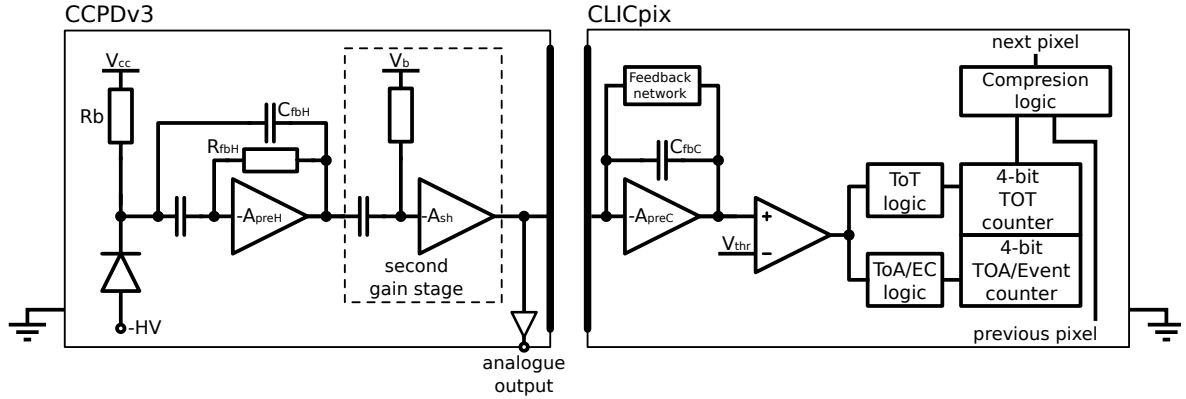 CCPDv3
CLICpix
Vcc
Rb
CfbH
RfbH
-ApreH
-HV
Vb
-Ash
second
gain stage
analogue
output
Feedback
network
CfbC
-ApreC
Vthr
+
−
ToT
logic
ToA/EC
logic
next pixel
Compresion
logic
4-bit
TOT
counter
4-bit
TOA/Event
counter
previous pixel